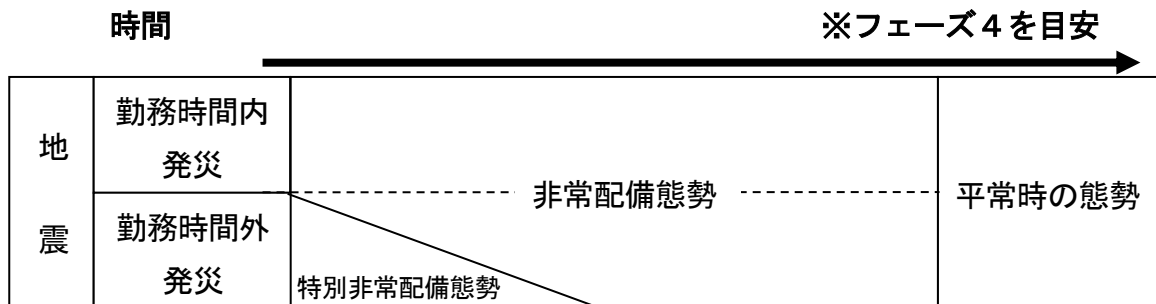 時間
※フェーズ４を目安
地震
勤務時間内
発災
非常配備態勢
平常時の態勢
勤務時間外
発災
特別非常配備態勢